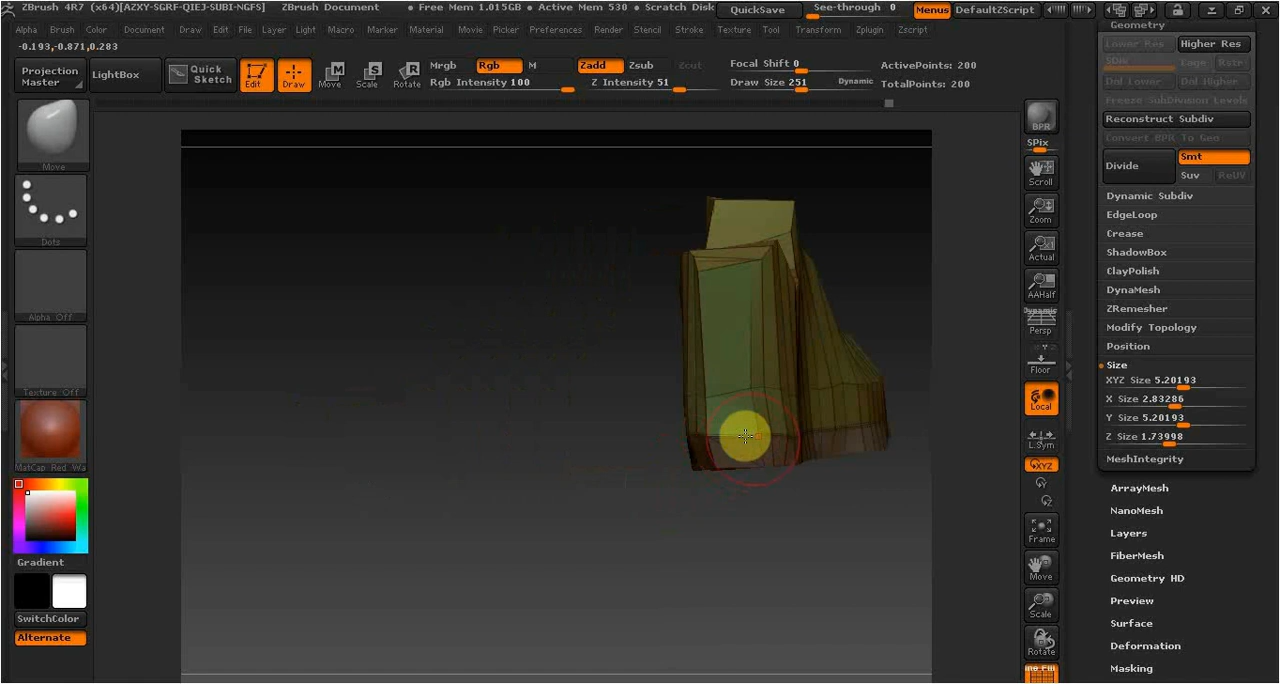 ZBrush 4R7 (x64)[AZXY-SGRF-QIEJ-SUBI-NGFS] ZBrush Document • Free Mem 1.015GB • Active Mem 530 • Scratch Disk QuickSave See-through 0 Menus DefaultZScript
Alpha Brush Color Document Draw Edit File Layer Light Macro Marker Material Movie Picker Preferences Render Stencil Stroke Texture Tool Transform Zplugin Zscript
-0.193,-0.871,0.283
Projection Master
LightBox
Quick Sketch
Edit
Draw
Move
Scale
Rotate
Mrgb Rgb M
Rgb Intensity 100
Zadd Zsub Zcut
Z Intensity 51
Focal Shift 0
Draw Size 251 Dynamic
ActivePoints: 200
TotalPoints: 200
Move
Dots
Alpha Off
Texture Off
MatCap Red Wa
Gradient
SwitchColor
Alternate
BPR
SPix
Scroll
Zoom
Actual
AAHalf
Dynamic
Persp
Floor
Local
L.Sym
XYZ
Y
Z
Frame
Move
Scale
Rotate
Geometry
Lower Res Higher Res
SDiv Cage Rstr
Del Lower Del Higher
Freeze SubDivision Levels
Reconstruct Subdiv
Convert BPR To Geo
Divide
Smt
Suv ReUV
Dynamic Subdiv
EdgeLoop
Crease
ShadowBox
ClayPolish
DynaMesh
ZRemesher
Modify Topology
Position
Size
XYZ Size 5.20193
X Size 2.83286
Y Size 5.20193
Z Size 1.73998
MeshIntegrity
ArrayMesh
NanoMesh
Layers
FiberMesh
Geometry HD
Preview
Surface
Deformation
Masking